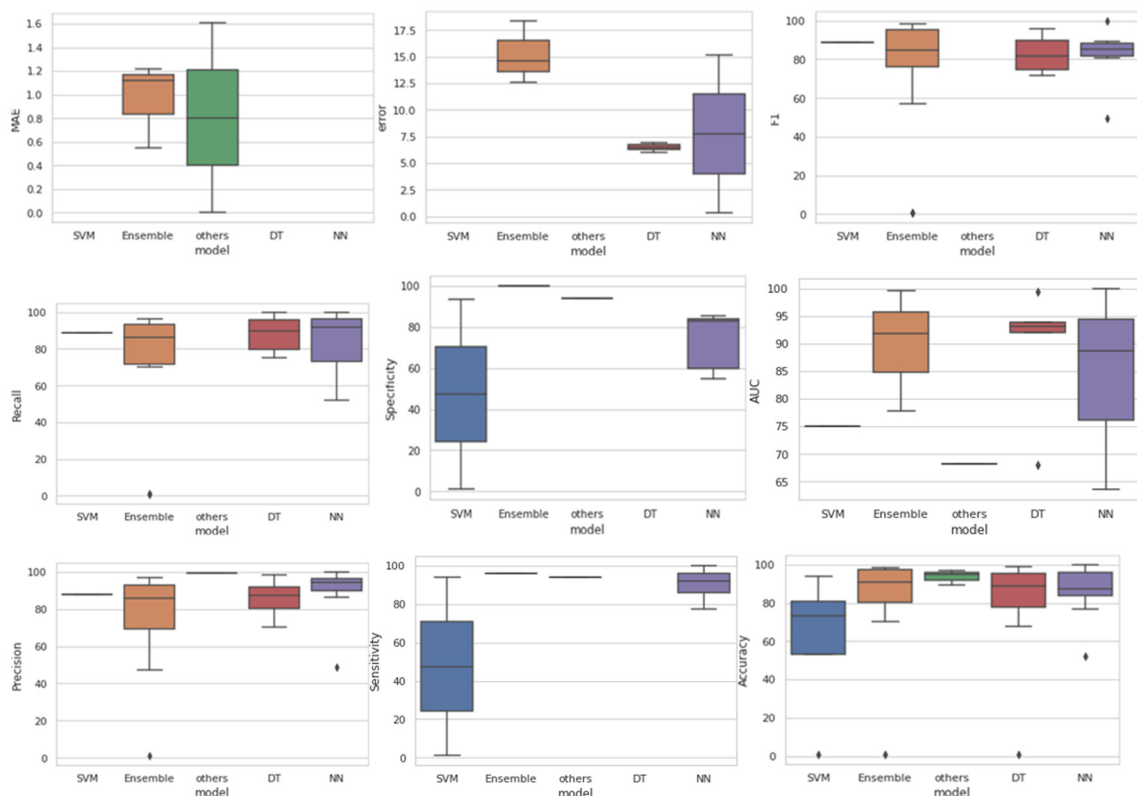 MAE
1.6
1.4
1.2
1.0
0.8
0.6
0.4
0.2
0.0
SVM Ensemble others DT NN
model
error
17.5
15.0
12.5
10.0
7.5
5.0
2.5
0.0
SVM Ensemble others DT NN
model
F1
100
80
60
40
20
0
SVM Ensemble others DT NN
model
Recall
100
80
60
40
20
0
SVM Ensemble others DT NN
model
Specificity
100
80
60
40
20
0
SVM Ensemble others DT NN
model
AUC
100
95
90
85
80
75
70
65
SVM Ensemble others DT NN
model
Precision
100
80
60
40
20
0
SVM Ensemble others DT NN
model
Sensitivity
100
80
60
40
20
0
SVM Ensemble others DT NN
model
Accuracy
100
80
60
40
20
0
SVM Ensemble others DT NN
model